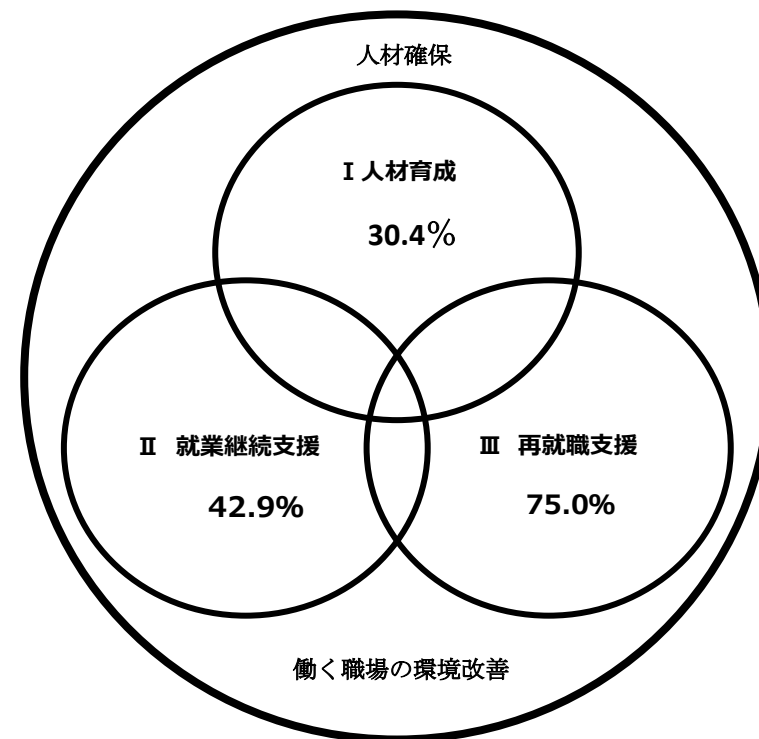 人材確保
Ⅰ 人材育成
30.4％
Ⅱ 就業継続支援
42.9%
Ⅲ 再就職支援
75.0%
働く職場の環境改善